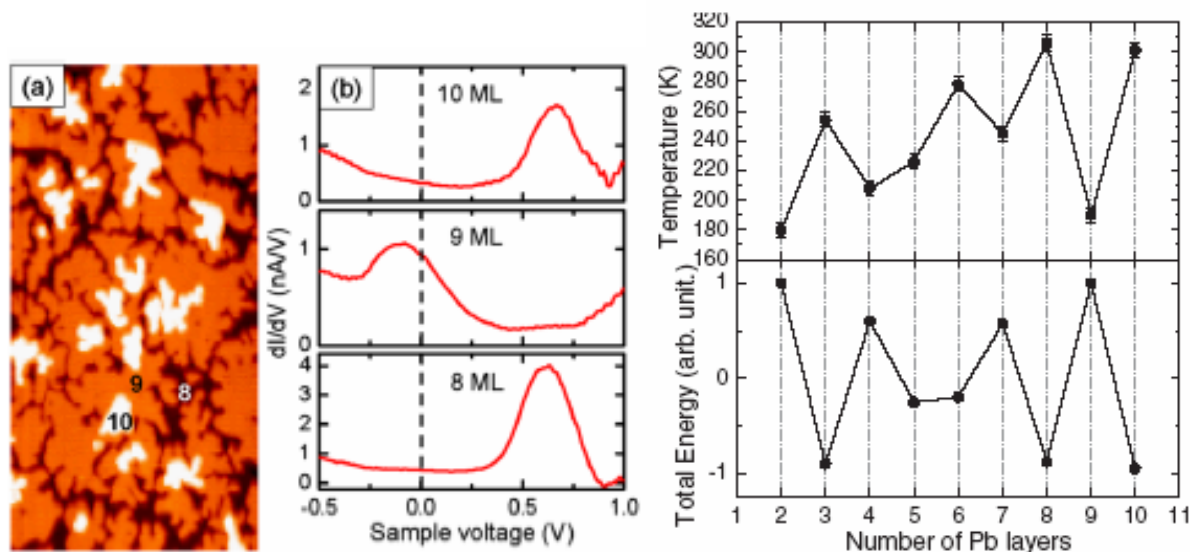 (a)
9
8
10
(b)
10 ML
9 ML
8 ML
2
1
0
1
0
4
3
2
1
0
dI/dV (nA/V)
-0.5 0.0 0.5 1.0
Sample voltage (V)
320
300
280
260
240
220
200
180
160
Temperature (K)
1
0
-1
Total Energy (arb. unit.)
1 2 3 4 5 6 7 8 9 10 11
Number of Pb layers